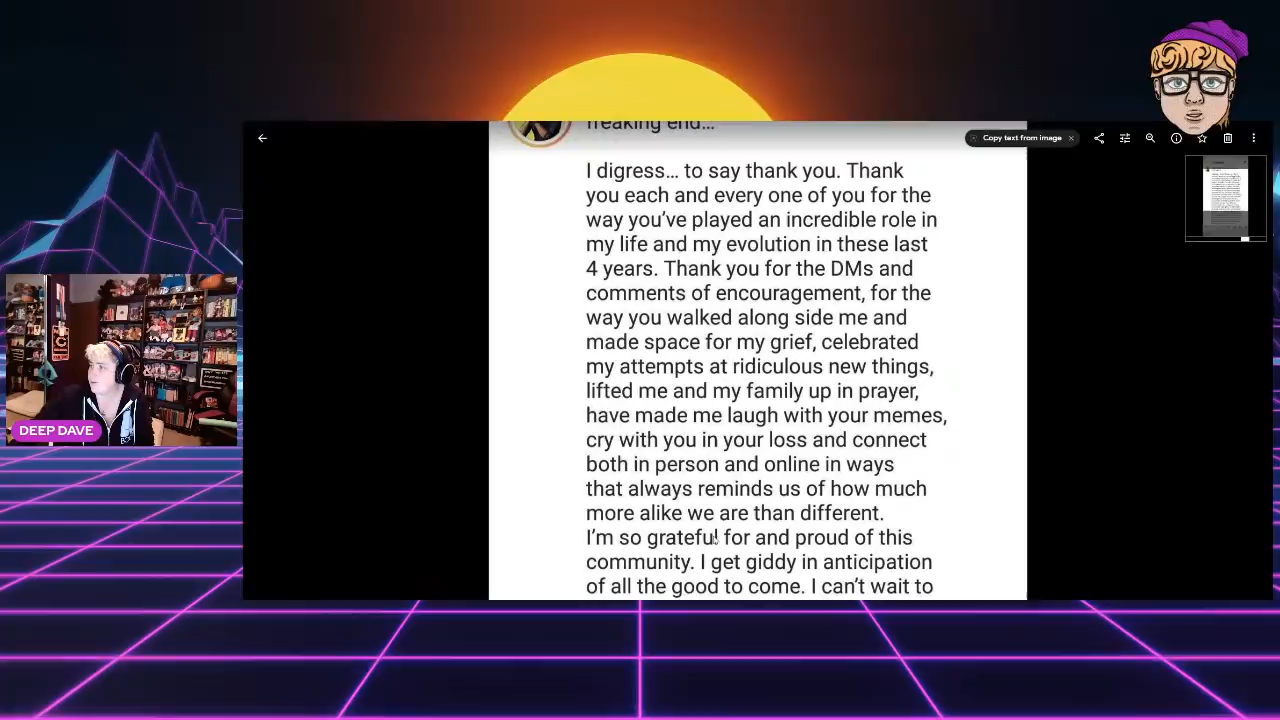 freaking end…
Copy text from image
I digress… to say thank you. Thank
you each and every one of you for the
way you've played an incredible role in
my life and my evolution in these last
4 years. Thank you for the DMs and
comments of encouragement, for the
way you walked along side me and
made space for my grief, celebrated
my attempts at ridiculous new things,
lifted me and my family up in prayer,
have made me laugh with your memes,
cry with you in your loss and connect
both in person and online in ways
that always reminds us of how much
more alike we are than different.
I'm so grateful for and proud of this
community. I get giddy in anticipation
of all the good to come. I can't wait to
DEEP DAVE